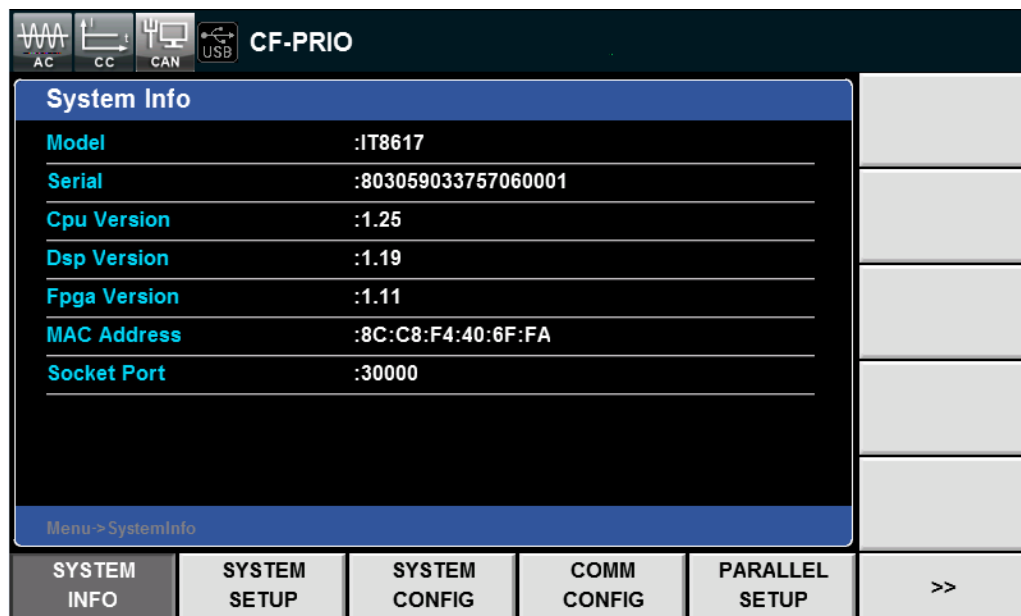 AC CC CAN USB CF-PRIO
System Info
Model :IT8617
Serial :803059033757060001
Cpu Version :1.25
Dsp Version :1.19
Fpga Version :1.11
MAC Address :8C:C8:F4:40:6F:FA
Socket Port :30000
Menu->SystemInfo
SYSTEM INFO
SYSTEM SETUP
SYSTEM CONFIG
COMM CONFIG
PARALLEL SETUP
>>